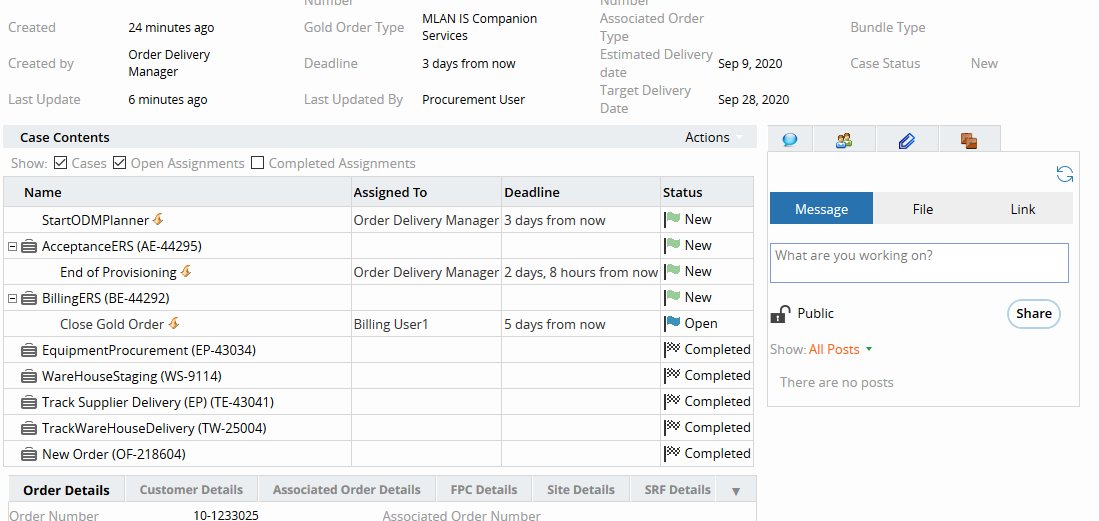 Number
Number
Created 24 minutes ago Gold Order Type MLAN IS Companion Services Associated Order Type Bundle Type
Created by Order Delivery Manager Deadline 3 days from now Estimated Delivery date Sep 9, 2020 Case Status New
Last Update 6 minutes ago Last Updated By Procurement User Target Delivery Date Sep 28, 2020
Case Contents Actions
Show: Cases Open Assignments Completed Assignments
Name Assigned To Deadline Status
StartODMPlanner Order Delivery Manager 3 days from now New
AcceptanceERS (AE-44295) New
End of Provisioning Order Delivery Manager 2 days, 8 hours from now New
BillingERS (BE-44292) New
Close Gold Order Billing User1 5 days from now Open
EquipmentProcurement (EP-43034) Completed
WareHouseStaging (WS-9114) Completed
Track Supplier Delivery (EP) (TE-43041) Completed
TrackWareHouseDelivery (TW-25004) Completed
New Order (OF-218604) Completed
Message File Link
What are you working on?
Public Share
Show: All Posts
There are no posts
Order Details Customer Details Associated Order Details FPC Details Site Details SRF Details
Order Number 10-1233025 Associated Order Number